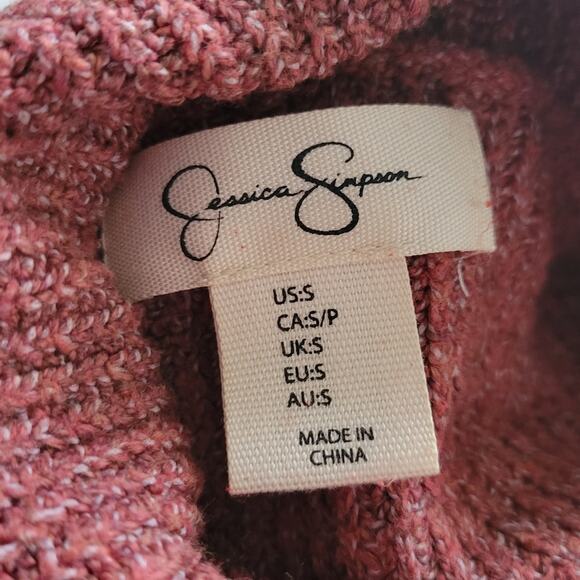 Jessica Simpson
US:S
CA:S/P
UK:S
EU:S
AU:S
MADE IN
CHINA